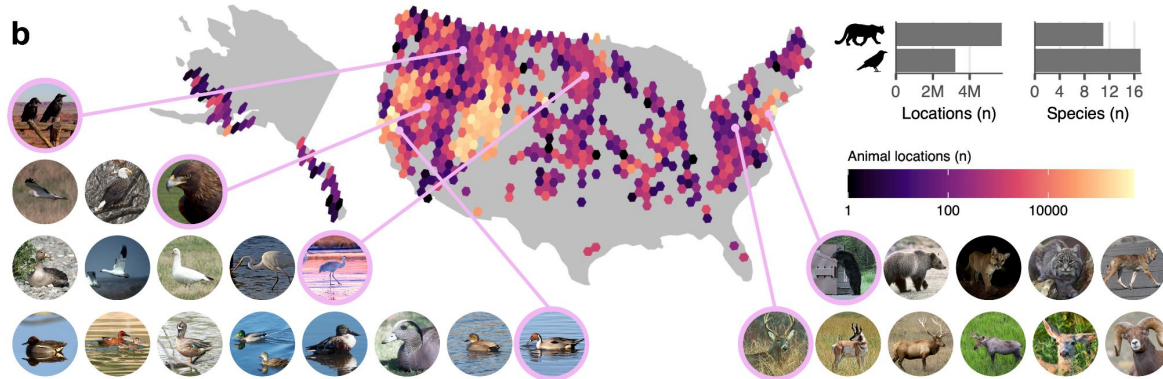 b
0 2M 4M
Locations (n)
0 4 8 12 16
Species (n)
Animal locations (n)
1 100 10000